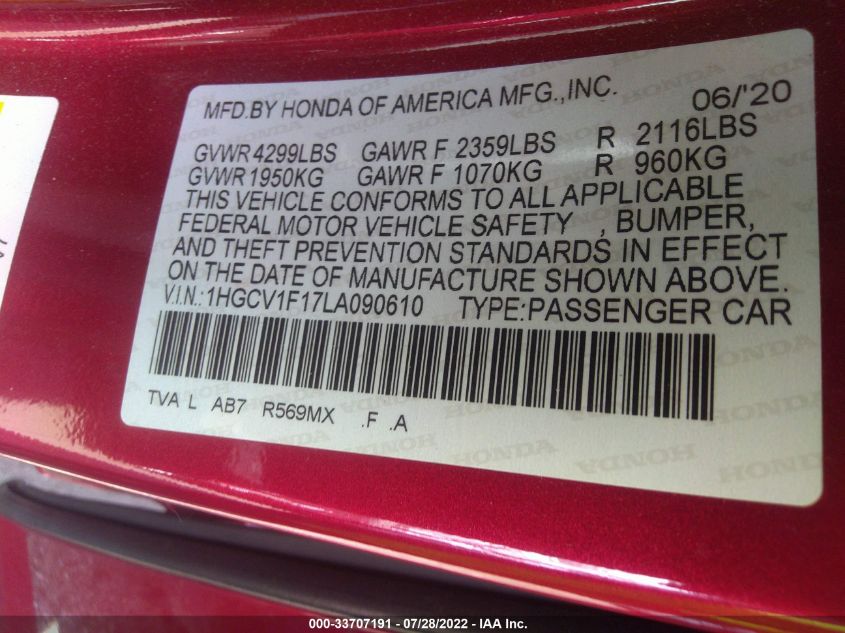 MFD.BY HONDA OF AMERICA MFG.,INC. 06/'20
GVWR 4299LBS GAWR F 2359LBS R 2116LBS
GVWR 1950KG GAWR F 1070KG R 960KG
THIS VEHICLE CONFORMS TO ALL APPLICABLE
FEDERAL MOTOR VEHICLE SAFETY , BUMPER,
AND THEFT PREVENTION STANDARDS IN EFFECT
ON THE DATE OF MANUFACTURE SHOWN ABOVE.
V.I.N.:1HGCV1F17LA090610 TYPE:PASSENGER CAR
TVA L AB7 R569MX .F .A
HONDA HONDA HONDA
000-33707191 - 07/28/2022 - IAA Inc.